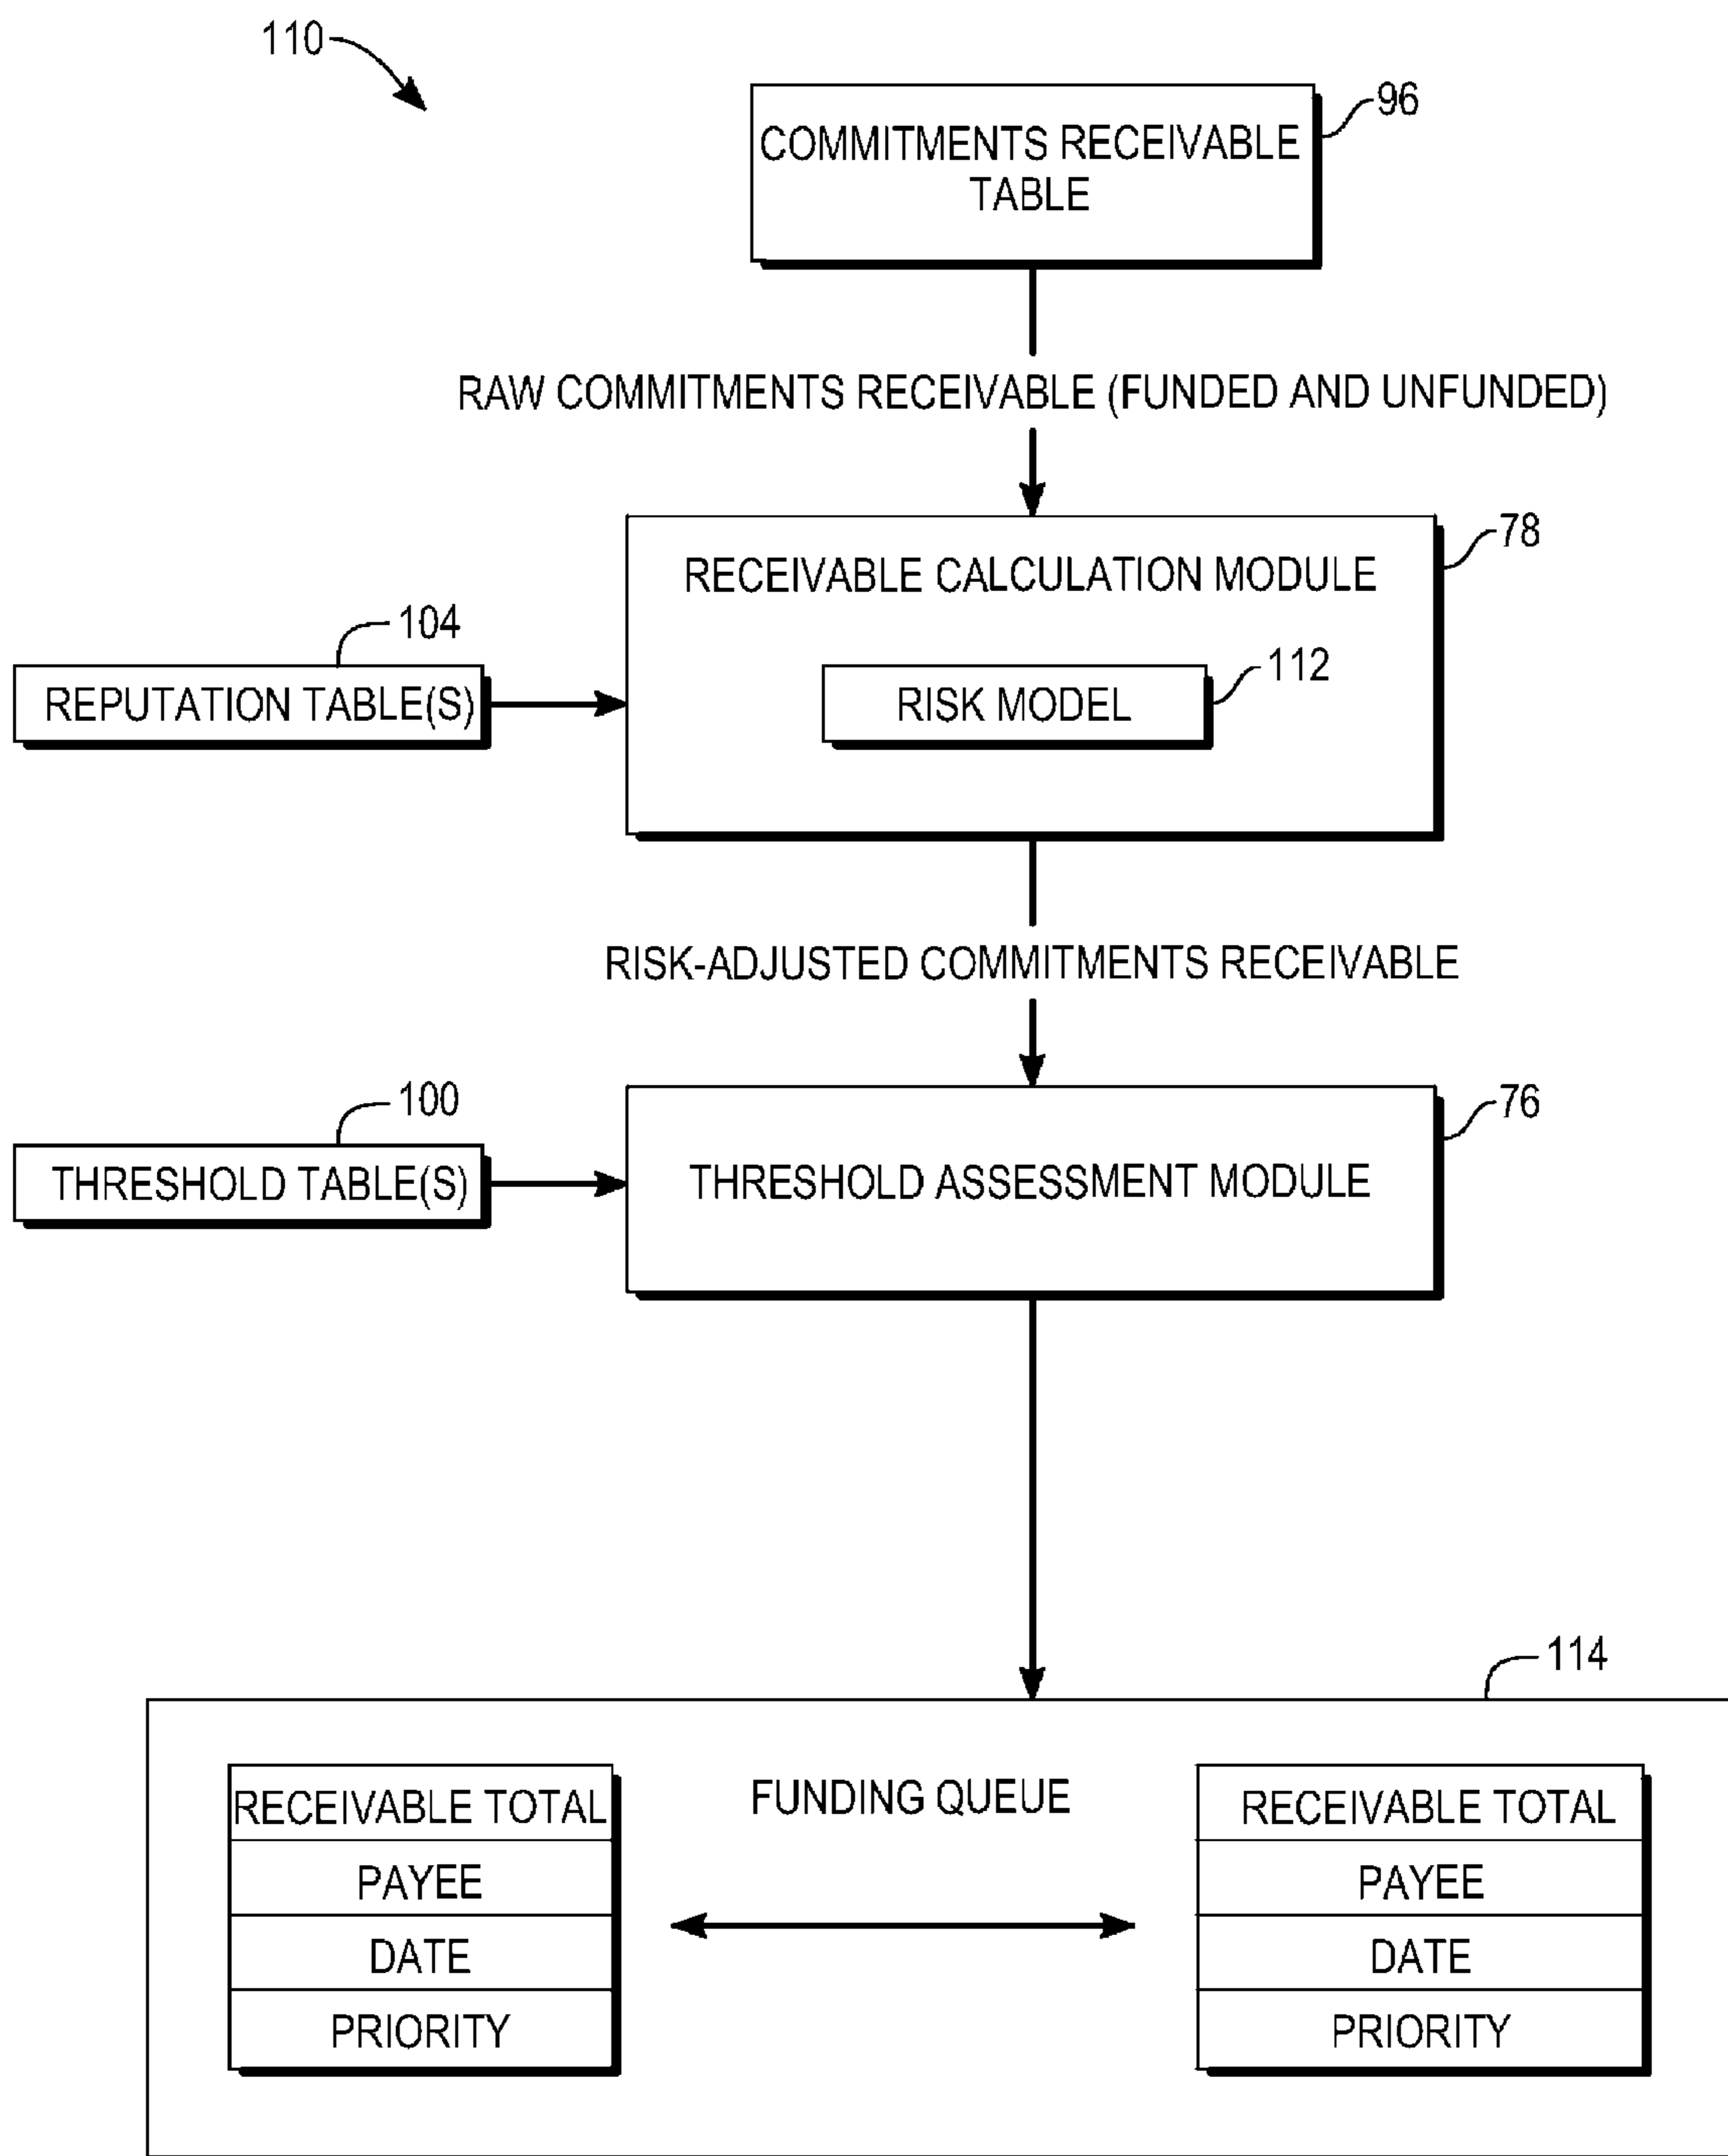 110
96
COMMITMENTS RECEIVABLE
TABLE
RAW COMMITMENTS RECEIVABLE (FUNDED AND UNFUNDED)
78
RECEIVABLE CALCULATION MODULE
104
REPUTATION TABLE(S)
112
RISK MODEL
RISK-ADJUSTED COMMITMENTS RECEIVABLE
100
THRESHOLD TABLE(S)
76
THRESHOLD ASSESSMENT MODULE
114
FUNDING QUEUE
RECEIVABLE TOTAL
PAYEE
DATE
PRIORITY
RECEIVABLE TOTAL
PAYEE
DATE
PRIORITY